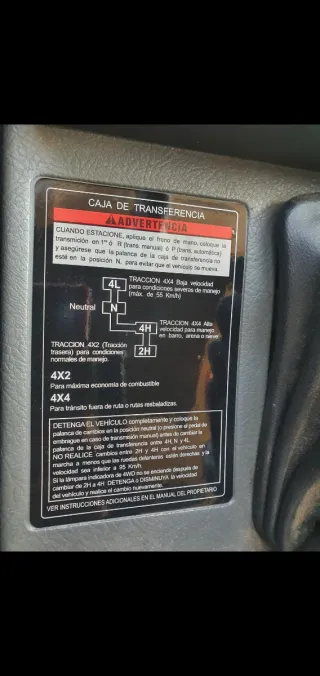 CAJA DE TRANSFERENCIA
ADVERTENCIA
CUANDO ESTACIONE, aplique el freno de mano, coloque la
transmisión en 1ra ó R (trans. manual) ó P (trans. automática)
y asegúrese que la palanca de la caja de transferencia no
esté en la posición N, para evitar que el vehículo se mueva.
4L
TRACCION 4X4 Baja velocidad
para condiciones severas de manejo
(máx. de 55 Km/h)
Neutral
N
4H
TRACCION 4X4 Alta
velocidad para manejo
en barro, arena o nieve
2H
TRACCION 4X2 (Tracción
trasera) para condiciones
normales de manejo.
4X2
Para máxima economía de combustible
4X4
Para tránsito fuera de ruta o rutas resbaladizas.
DETENGA EL VEHÍCULO completamente y coloque la
palanca de cambios en la posición neutral (o presione el pedal de
embrague en caso de transmisión manual) antes de cambiar la
palanca de la caja de transferencia entre 4H, N y 4L.
NO REALICE cambios entre 2H y 4H con el vehículo en
marcha a menos que las ruedas delanteras estén derechas y la
velocidad sea inferior a 95 Km/h.
Si la lámpara indicadora de 4WD no se enciende después de
cambiar de 2H a 4H DETENGA o DISMINUYA la velocidad
del vehículo y realice el cambio nuevamente.
VER INSTRUCCIONES ADICIONALES EN EL MANUAL DEL PROPIETARIO